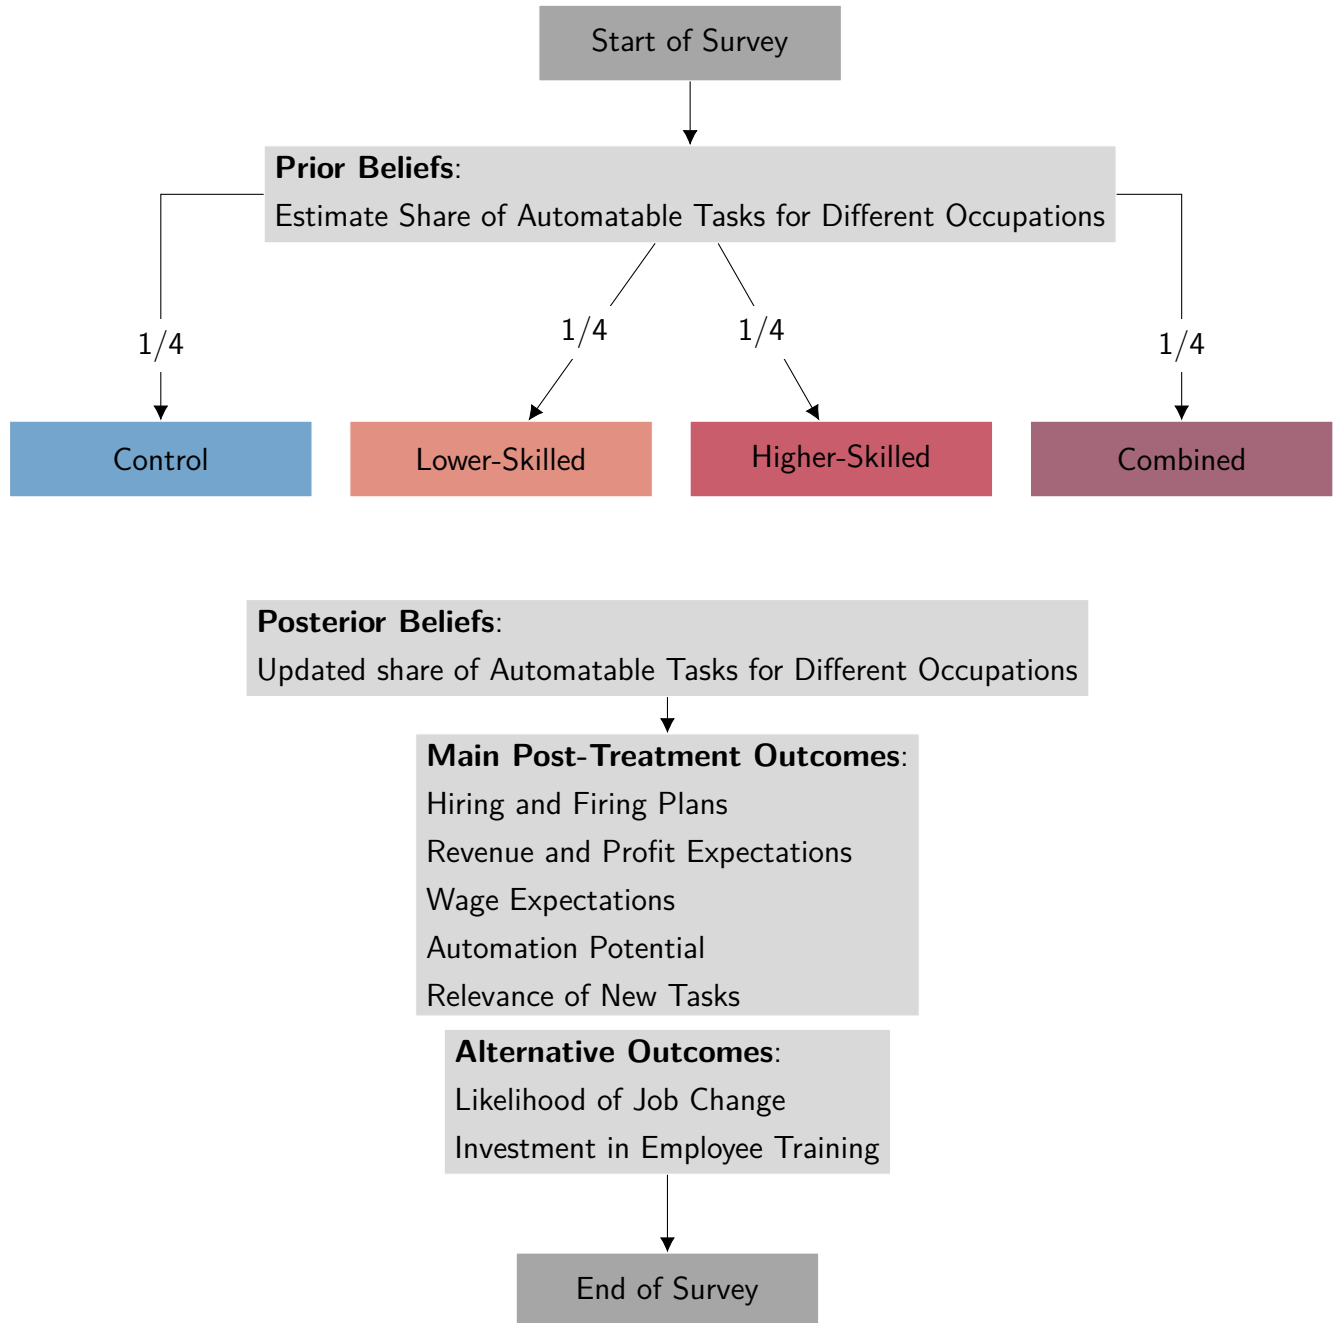 Start of Survey
Prior Beliefs:
Estimate Share of Automatable Tasks for Different Occupations
1/4
1/4
1/4
1/4
Control
Lower-Skilled
Higher-Skilled
Combined
Posterior Beliefs:
Updated share of Automatable Tasks for Different Occupations
Main Post-Treatment Outcomes:
Hiring and Firing Plans
Revenue and Profit Expectations
Wage Expectations
Automation Potential
Relevance of New Tasks
Alternative Outcomes:
Likelihood of Job Change
Investment in Employee Training
End of Survey